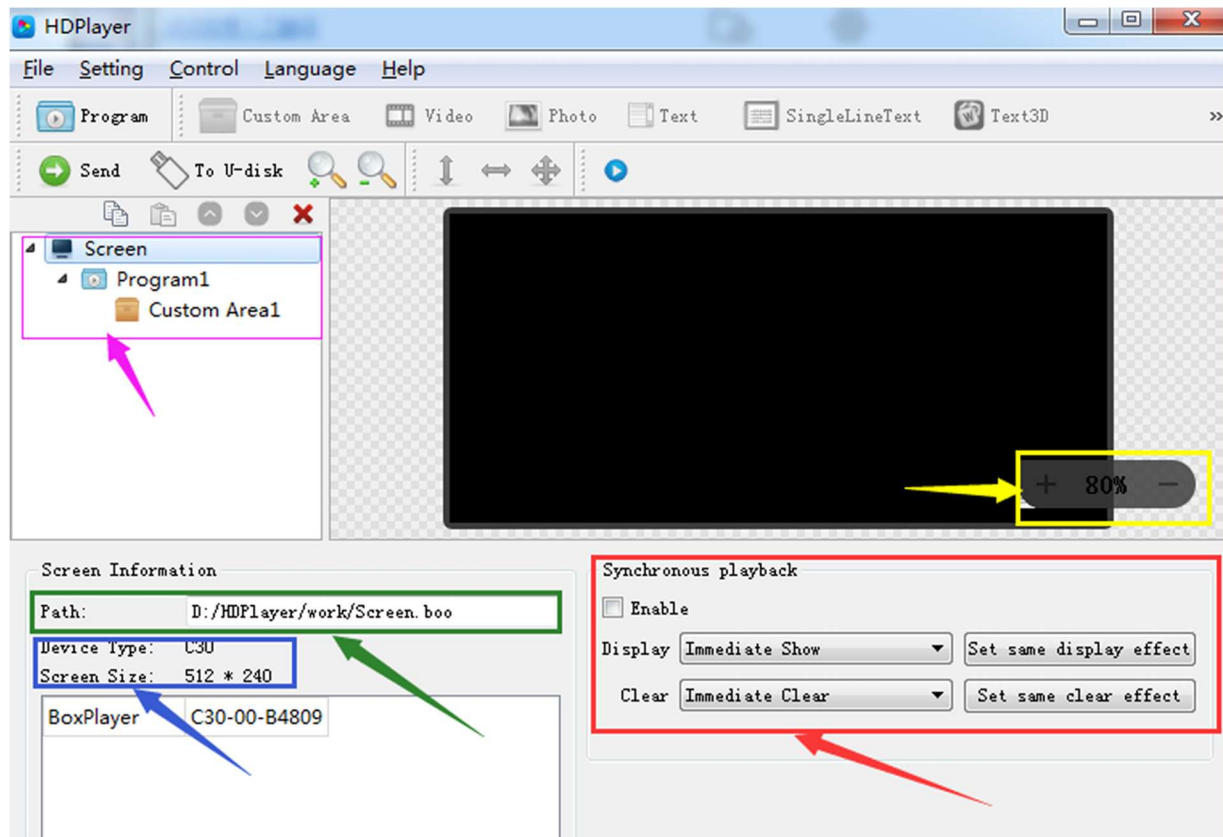 HDPlayer
File Setting Control Language Help
Program Custom Area Video Photo Text SingleLineText Text3D »
Send To U-disk
Screen
Program1
Custom Area1
+ 80% −
Screen Information
Path: D:/HDPlayer/work/Screen.boo
Device Type: C30
Screen Size: 512 * 240
BoxPlayer C30-00-B4809
Synchronous playback
Enable
Display Immediate Show Set same display effect
Clear Immediate Clear Set same clear effect